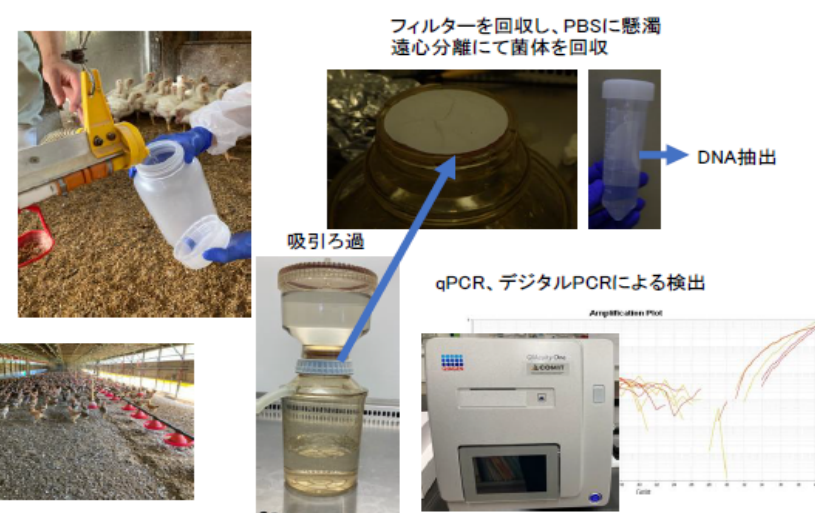 フィルターを回収し、PBSに懸濁
遠心分離にて菌体を回収
DNA抽出
吸引ろ過
qPCR、デジタルPCRによる検出
Amplification Plot
QIAcuity One
QIAGEN
Cycle